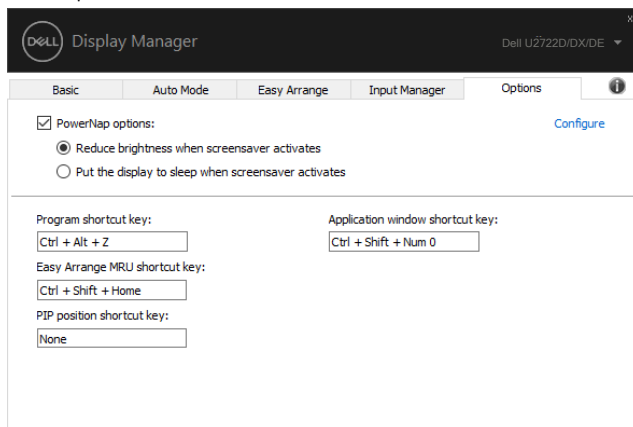 DELL Display Manager
Dell U2722D/DX/DE
Basic Auto Mode Easy Arrange Input Manager Options
PowerNap options:
Configure
Reduce brightness when screensaver activates
Put the display to sleep when screensaver activates
Program shortcut key:
Application window shortcut key:
Ctrl + Alt + Z
Ctrl + Shift + Num 0
Easy Arrange MRU shortcut key:
Ctrl + Shift + Home
PIP position shortcut key:
None